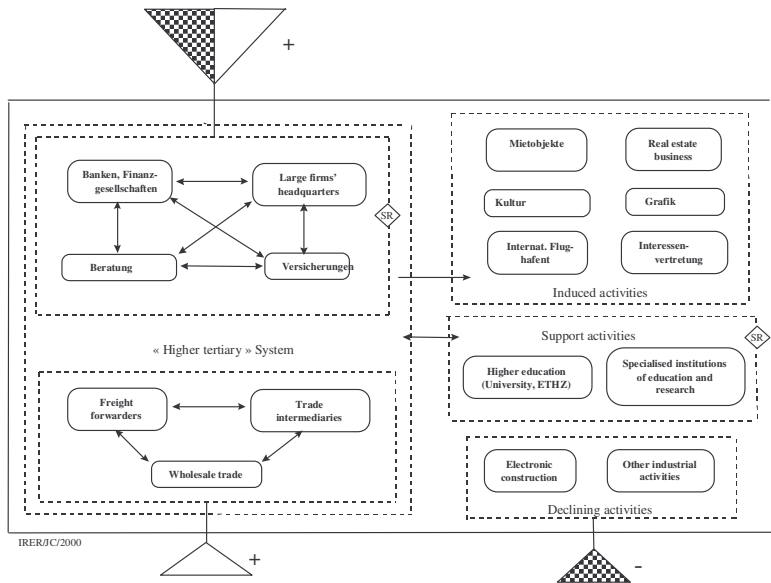 +
Banken, Finanz-
gesellschaften
Large firms'
headquarters
SR
Beratung
Versicherungen
« Higher tertiary » System
Freight
forwarders
Trade
intermediaries
Wholesale trade
Mietobjekte
Real estate
business
Kultur
Grafik
Internat. Flug-
hafent
Interessen-
vertretung
Induced activities
Support activities
SR
Higher education
(University, ETHZ)
Specialised institutions
of education and
research
Electronic
construction
Other industrial
activities
Declining activities
IRER/JC/2000
+
-